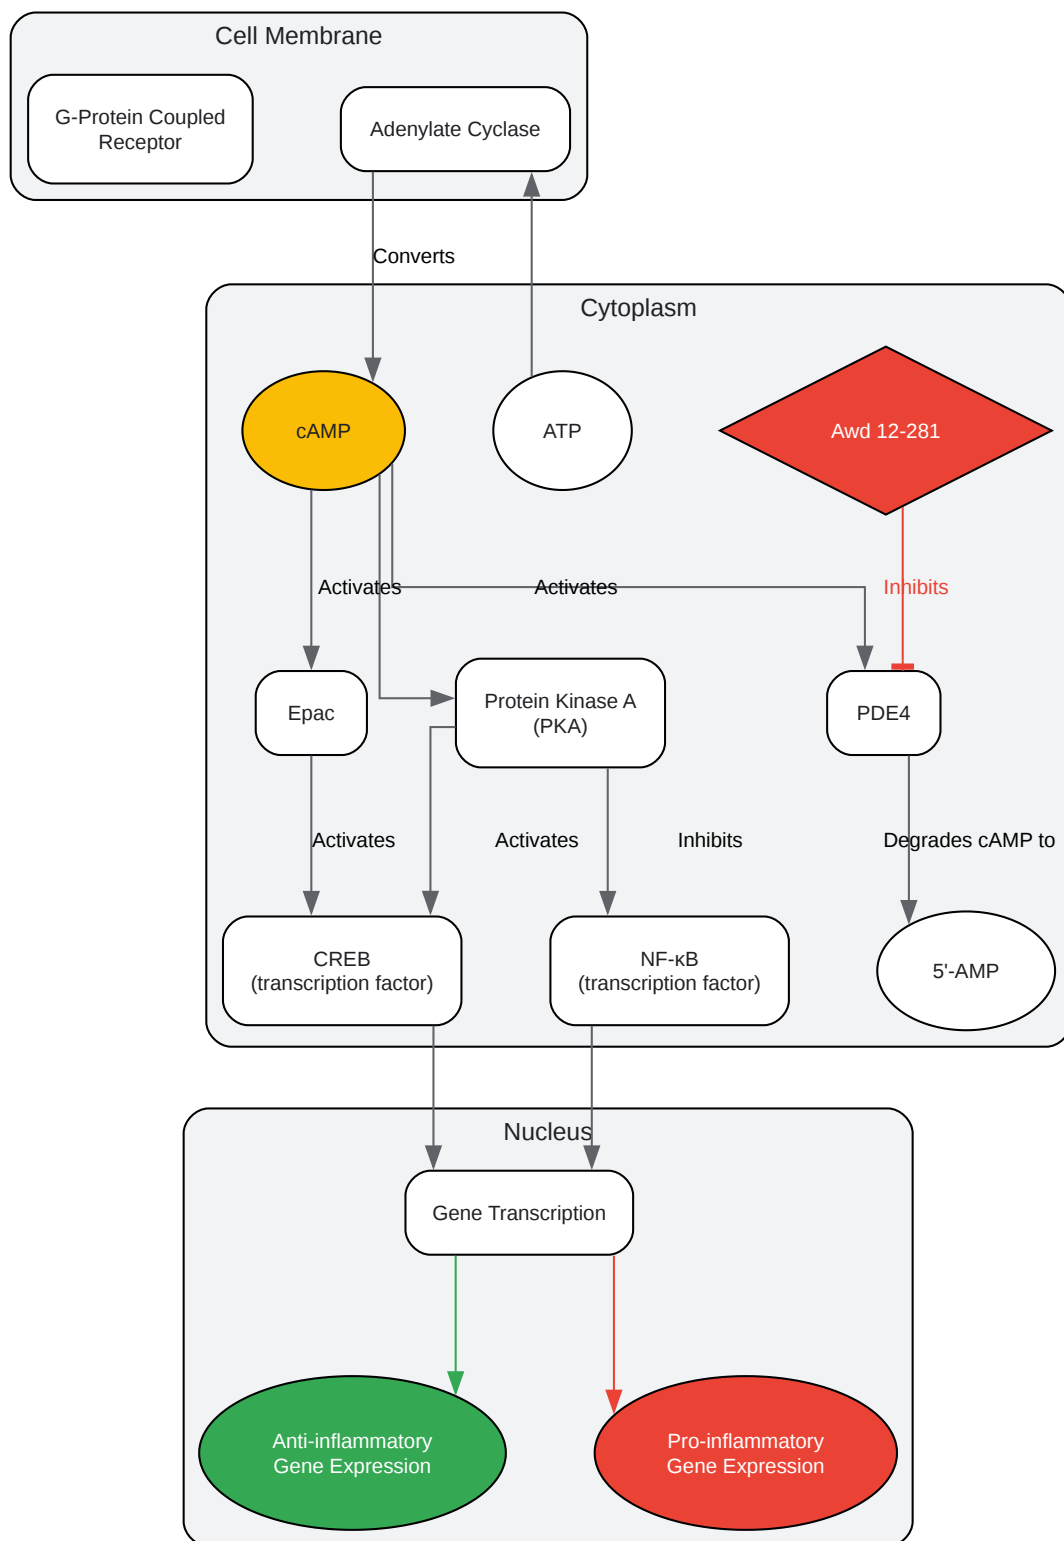 Cell Membrane
G-Protein Coupled
Receptor
Adenylate Cyclase
Converts
Cytoplasm
cAMP
ATP
Awd 12-281
Activates
Activates
Inhibits
Epac
Protein Kinase A
(PKA)
PDE4
Activates
Activates
Inhibits
Degrades cAMP to
CREB
(transcription factor)
NF-κB
(transcription factor)
5'-AMP
Nucleus
Gene Transcription
Anti-inflammatory
Gene Expression
Pro-inflammatory
Gene Expression